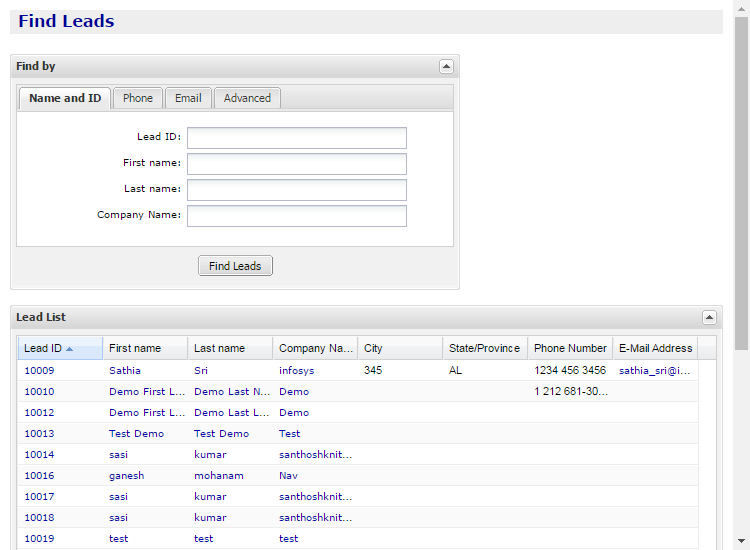 Find Leads
Find by
Name and ID Phone Email Advanced
Lead ID:
First name:
Last name:
Company Name:
Find Leads
Lead List
Lead ID First name Last name Company Na... City State/Province Phone Number E-Mail Address
10009 Sathia Sri infosys 345 AL 1234 456 3456 sathia_sri@i...
10010 Demo First L... Demo Last N... Demo 1 212 681-30...
10012 Demo First L... Demo Last L... Demo
10013 Test Demo Test Demo Test
10014 sasi kumar santhoshknit...
10016 ganesh mohanam Nav
10017 sasi kumar santhoshknit...
10018 sasi kumar santhoshknit...
10019 test test test